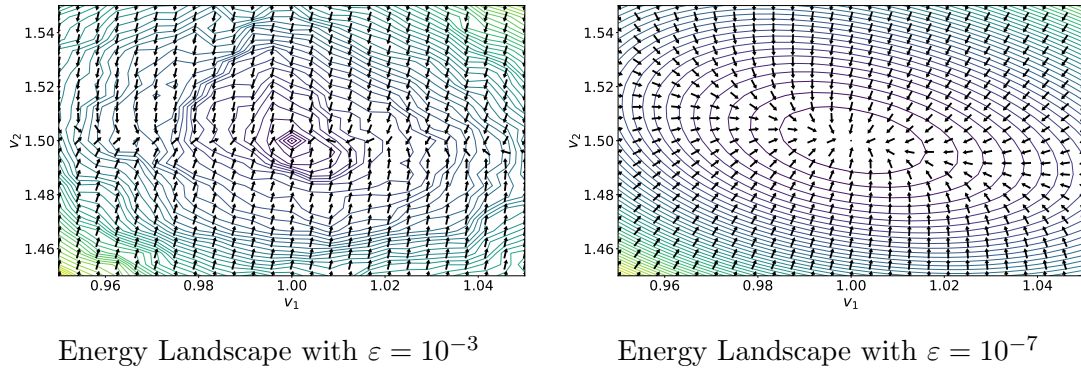 1.54
1.52
1.50
1.48
1.46
v₂
0.96 0.98 1.00 1.02 1.04
v₁
Energy Landscape with ε = 10⁻³
1.54
1.52
1.50
1.48
1.46
v₂
0.96 0.98 1.00 1.02 1.04
v₁
Energy Landscape with ε = 10⁻⁷